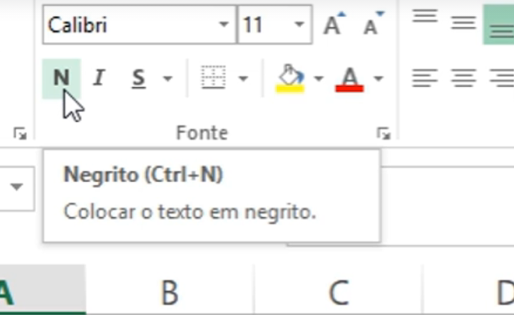 Calibri 11 A A
N I S A
Fonte
Negrito (Ctrl+N)
Colocar o texto em negrito.
A B C D